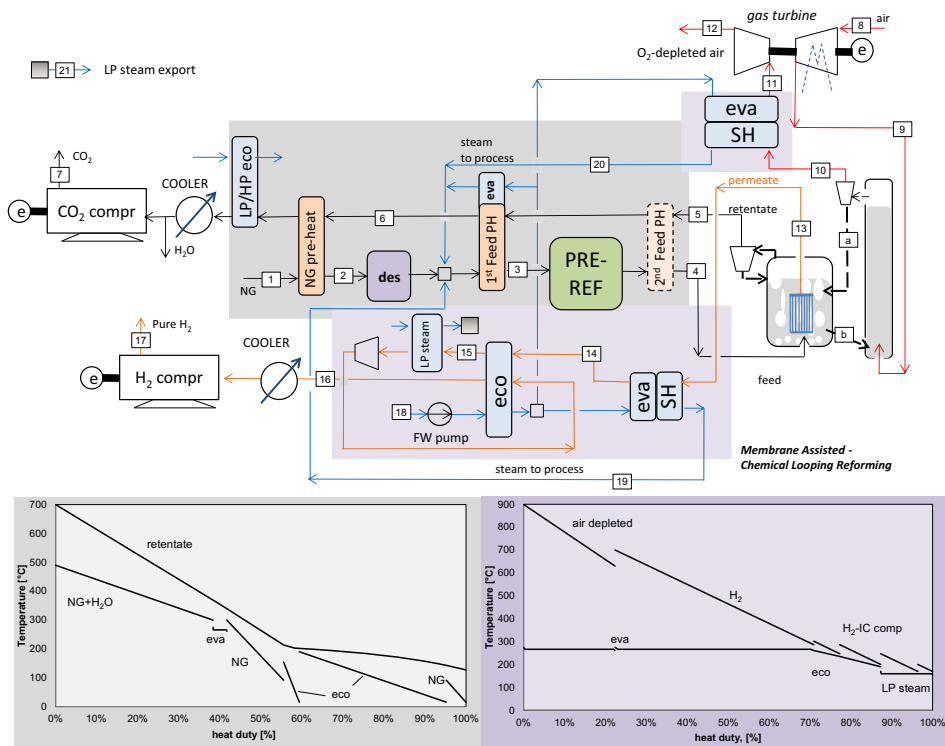 gas turbine
12
8
air
O₂-depleted air
e
21
LP steam export
11
eva
SH
9
steam
to process
20
10
CO₂
7
LP/HP eco
COOLER
eva
permeate
e
CO₂ compr
6
5
retentate
13
a
H₂O
NG pre-heat
1st Feed PH
2nd Feed PH
1
2
des
3
PRE-
REF
4
NG
b
Pure H₂
17
LP steam
15
14
feed
COOLER
16
eco
e
H₂ compr
18
eva
SH
FW pump
Membrane Assisted -
Chemical Looping Reforming
steam to process
19
700
600
500
400
300
200
100
0
Temperature [°C]
retentate
NG+H₂O
eva
NG
eco
NG
0%
10%
20%
30%
40%
50%
60%
70%
80%
90%
100%
heat duty [%]
900
800
700
600
500
400
300
200
100
0
Temperature [°C]
air depleted
H₂
H₂-IC comp
eva
eco
LP steam
0%
10%
20%
30%
40%
50%
60%
70%
80%
90%
100%
heat duty, [%]